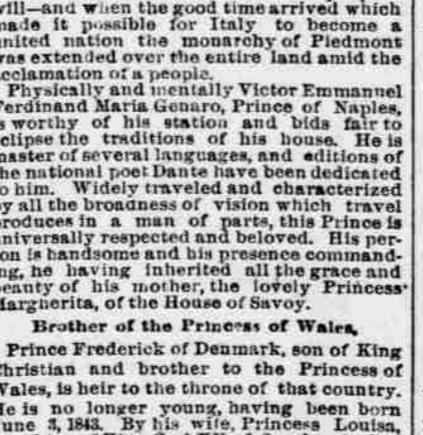 will—and when the good time arrived which
made it possible for Italy to become a
united nation the monarchy of Piedmont
was extended over the entire land amid the
acclamation of a people.
Physically and mentally Victor Emmanuel
Ferdinand Maria Genaro, Prince of Naples,
is worthy of his station and bids fair to
eclipse the traditions of his house. He is
master of several languages, and editions of
the national poet Dante have been dedicated
to him. Widely traveled and characterized
by all the broadness of vision which travel
produces in a man of parts, this Prince is
universally respected and beloved. His per-
son is handsome and his presence command-
ing, he having inherited all the grace and
beauty of his mother, the lovely Princess
Margherita, of the House of Savoy.
Brother of the Princess of Wales.
Prince Frederick of Denmark, son of King
Christian and brother to the Princess of
Wales, is heir to the throne of that country.
He is no longer young, having been born
June 3, 1843. By his wife, Princess Louisa,